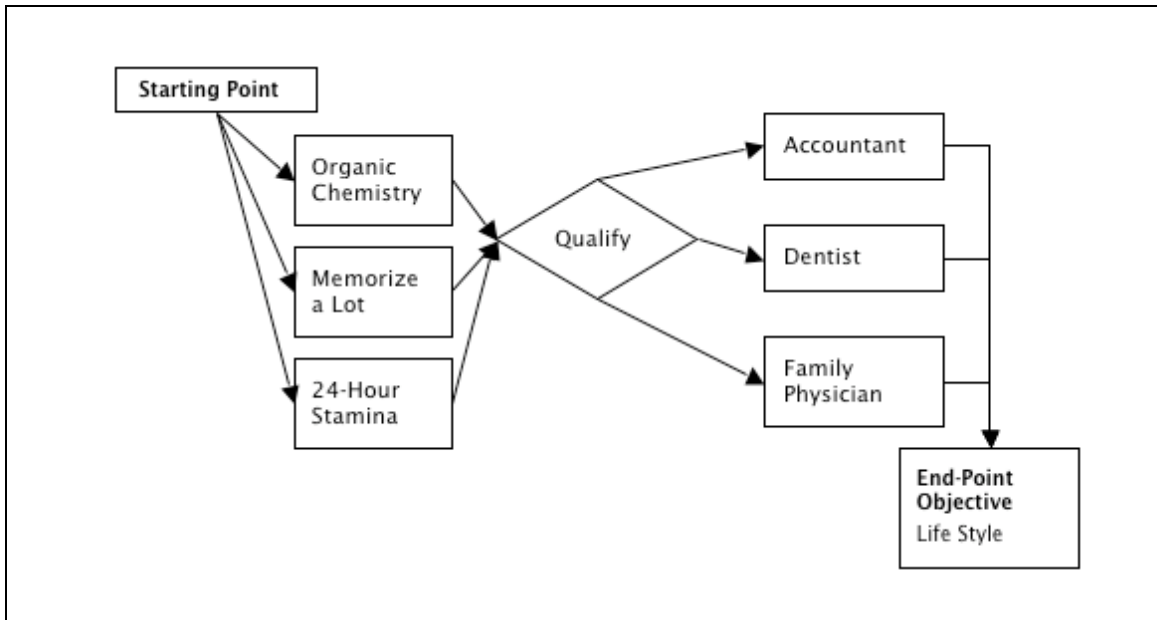 Starting Point
Organic
Chemistry
Memorize
a Lot
24-Hour
Stamina
Qualify
Accountant
Dentist
Family
Physician
End-Point
Objective
Life Style